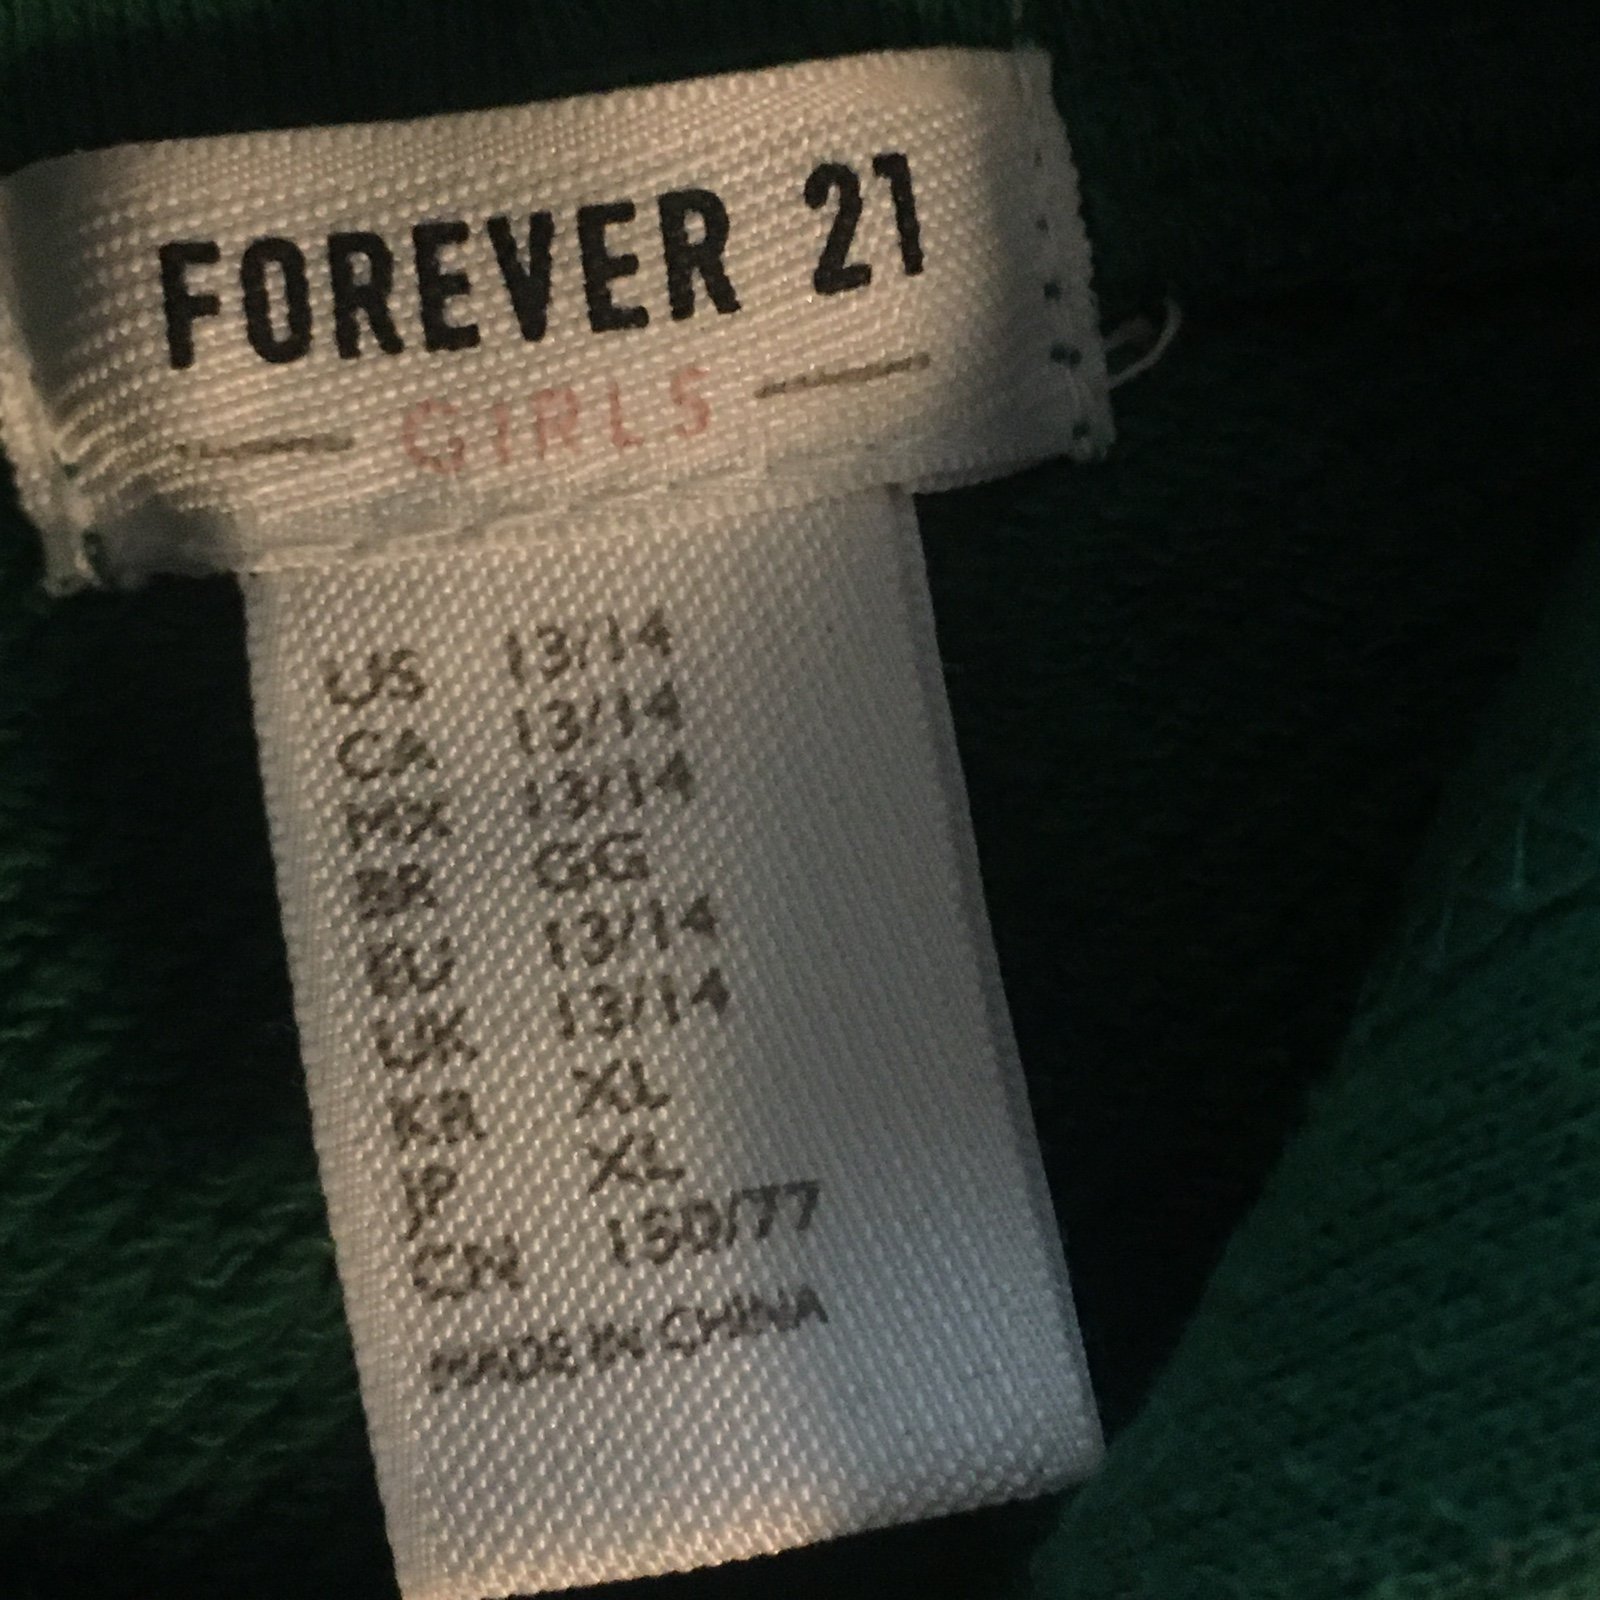 FOREVER 21
GIRLS
US 13/14
CA 13/14
MX 13/14
BR GG
EU 13/14
UK 13/14
KR XL
JP XL
CN 150/77
MADE IN CHINA